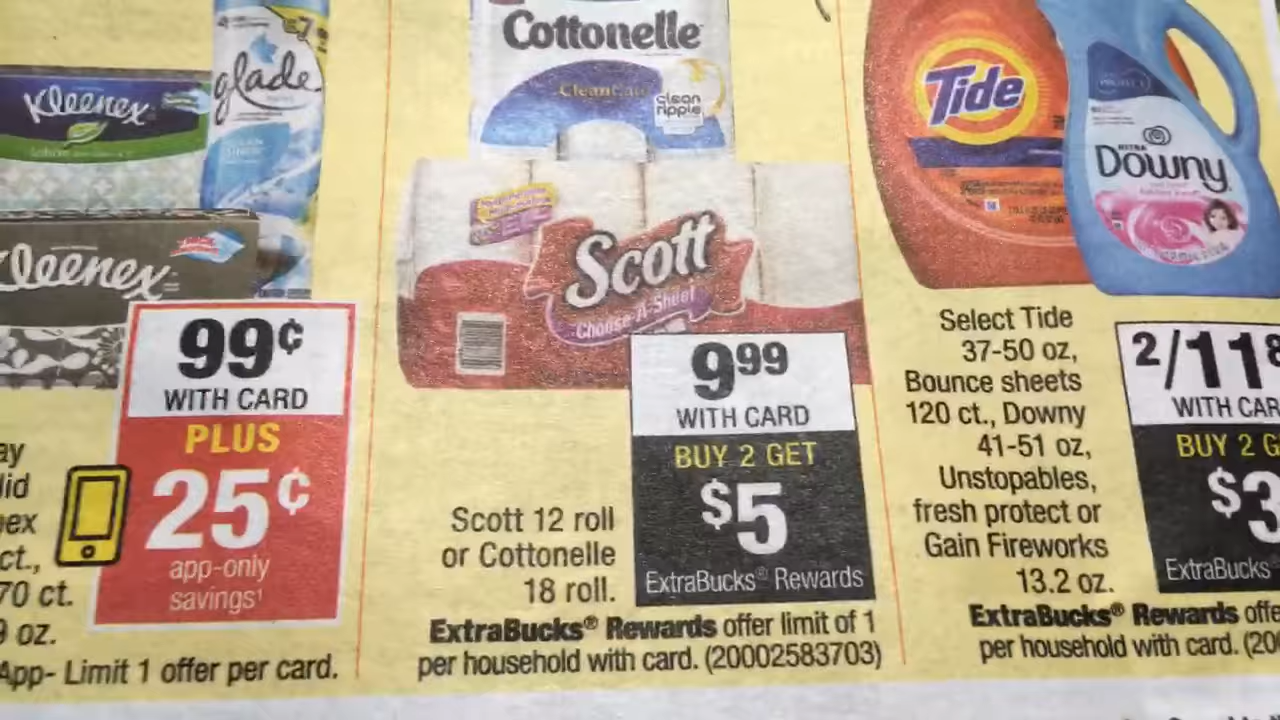 Kleenex
glade
Kleenex
99¢
WITH CARD
PLUS
25¢
app-only
savings¹
ct.,
70 ct.
oz.
App- Limit 1 offer per card.
Cottonelle
CleanCare
clean
ripple
Scott
Choose-A-Sheet
9.99
WITH CARD
BUY 2 GET
$5
ExtraBucks® Rewards
Scott 12 roll
or Cottonelle
18 roll.
ExtraBucks® Rewards offer limit of 1
per household with card. (20002583703)
Tide
ULTRA
Downy
Select Tide
37-50 oz,
Bounce sheets
120 ct., Downy
41-51 oz,
Unstopables,
fresh protect or
Gain Fireworks
13.2 oz.
2/11
WITH CAR
BUY 2 G
$3
ExtraBucks®
ExtraBucks® Rewards offe
per household with card. (20